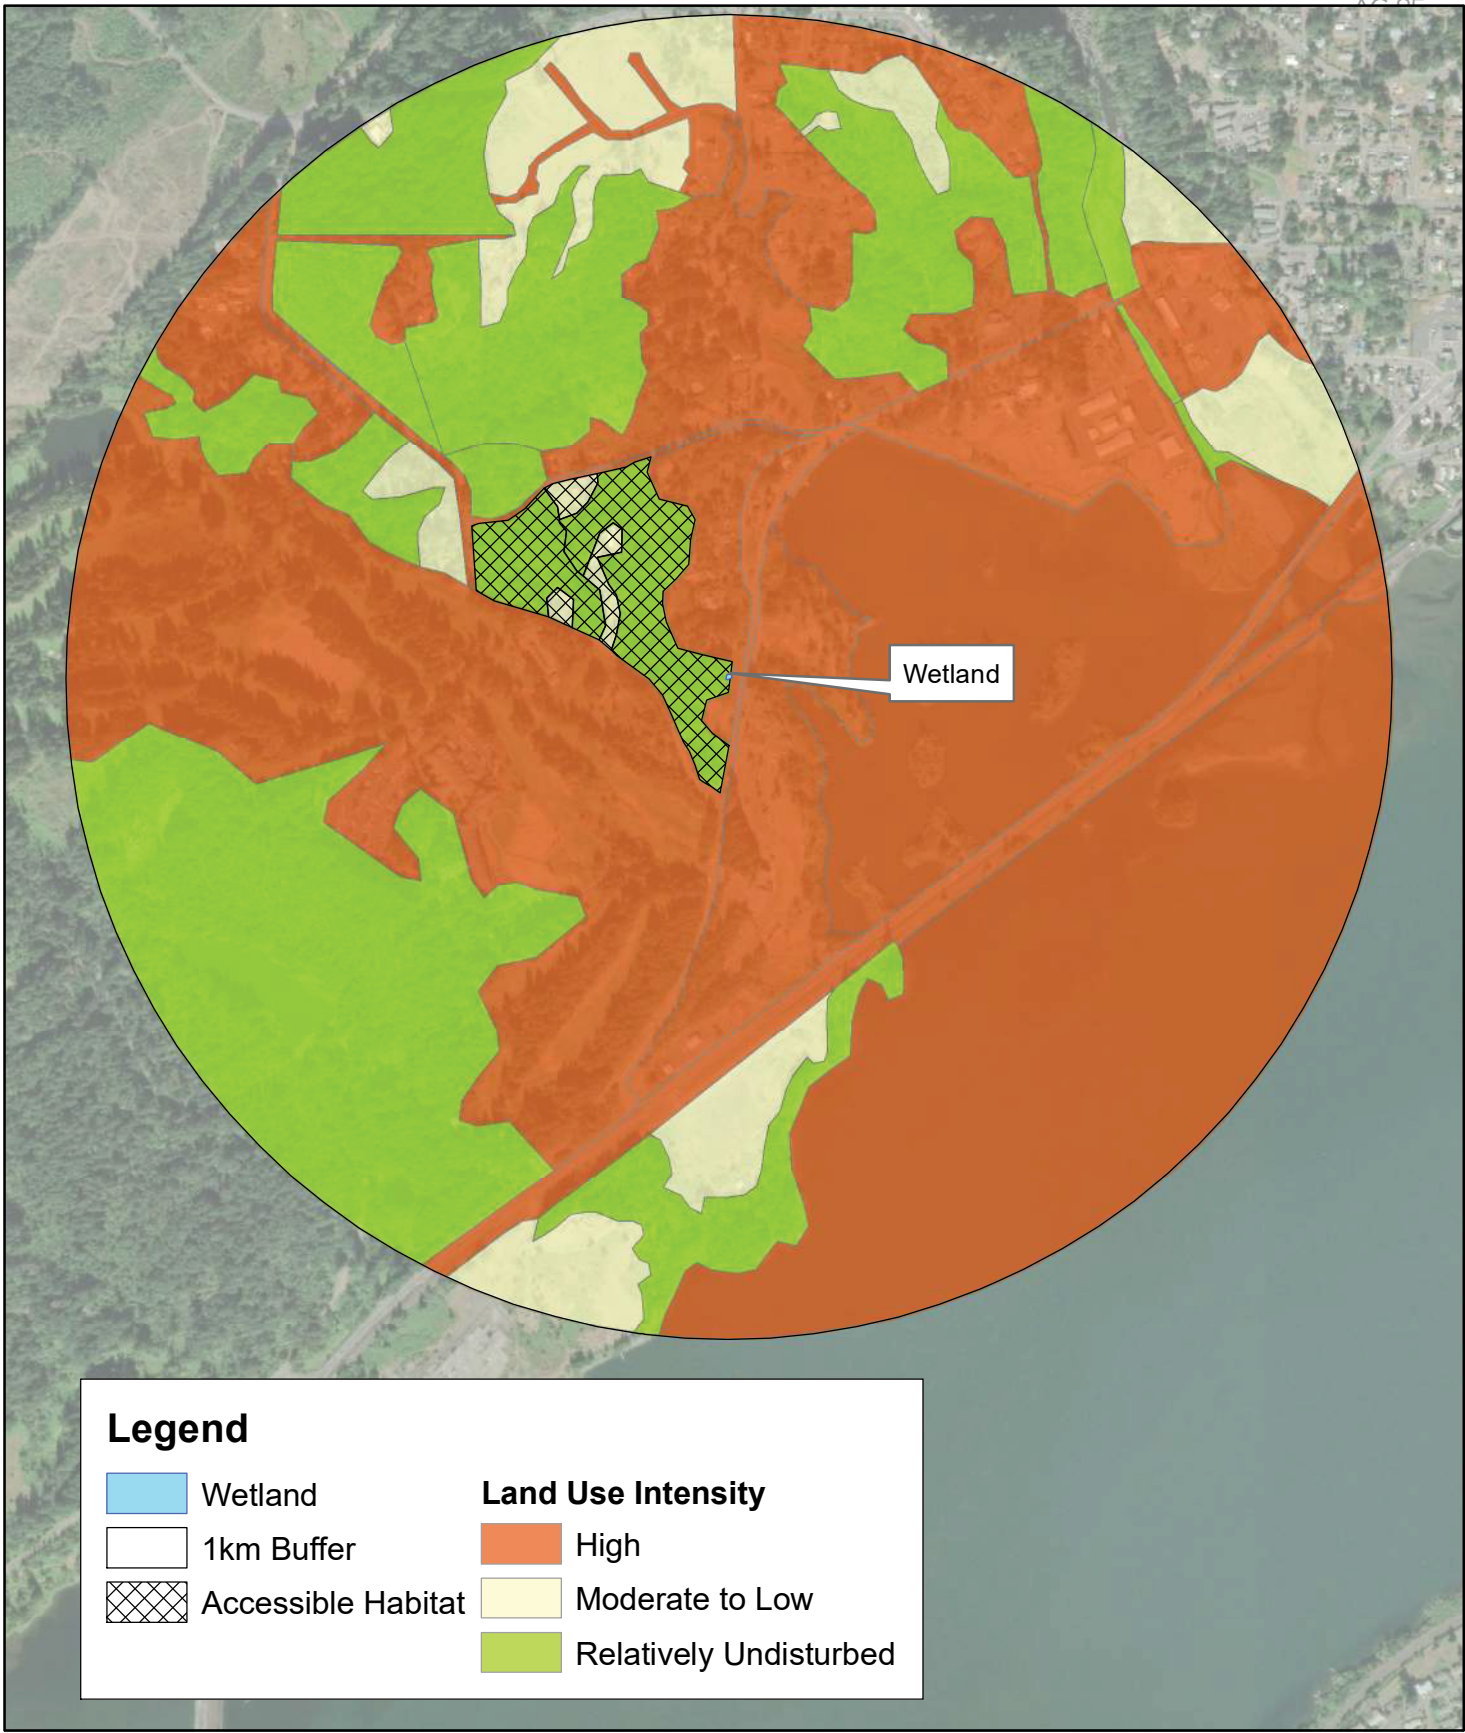 Wetland
Legend
Wetland
1km Buffer
Accessible Habitat
Land Use Intensity
High
Moderate to Low
Relatively Undisturbed